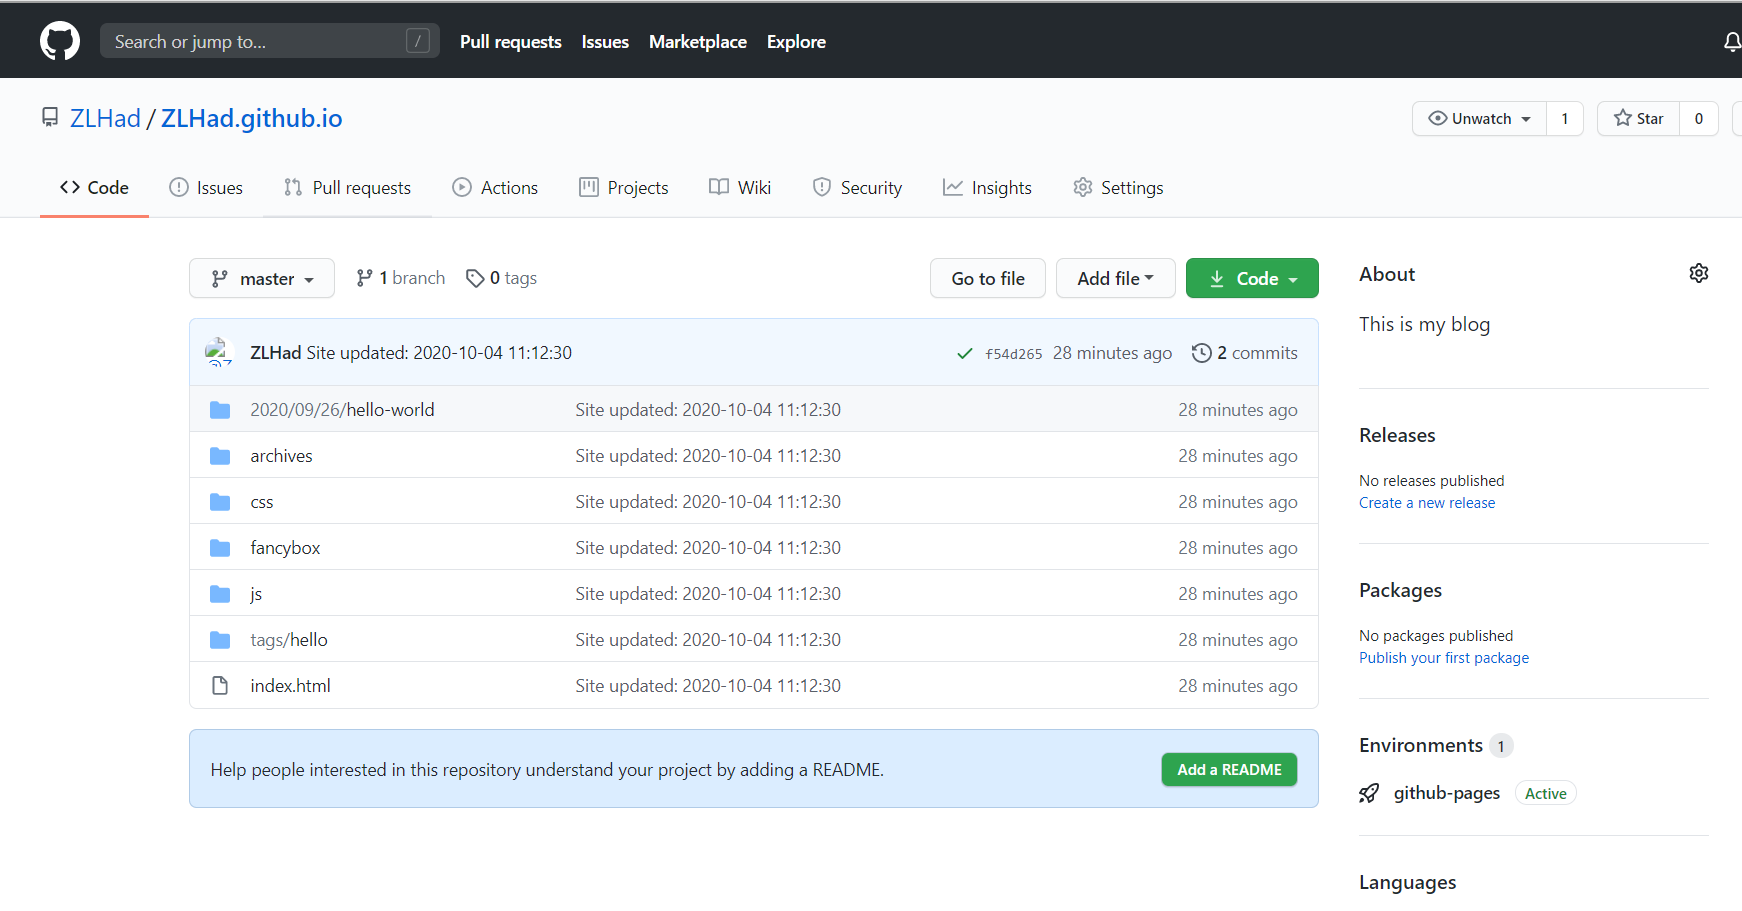 Search or jump to... /
Pull requests Issues Marketplace Explore
ZLHad / ZLHad.github.io
Unwatch 1 Star 0
Code Issues Pull requests Actions Projects Wiki Security Insights Settings
master 1 branch 0 tags Go to file Add file Code
ZLHad Site updated: 2020-10-04 11:12:30 f54d265 28 minutes ago 2 commits
2020/09/26/hello-world Site updated: 2020-10-04 11:12:30 28 minutes ago
archives Site updated: 2020-10-04 11:12:30 28 minutes ago
css Site updated: 2020-10-04 11:12:30 28 minutes ago
fancybox Site updated: 2020-10-04 11:12:30 28 minutes ago
js Site updated: 2020-10-04 11:12:30 28 minutes ago
tags/hello Site updated: 2020-10-04 11:12:30 28 minutes ago
index.html Site updated: 2020-10-04 11:12:30 28 minutes ago
Help people interested in this repository understand your project by adding a README. Add a README
About
This is my blog
Releases
No releases published
Create a new release
Packages
No packages published
Publish your first package
Environments 1
github-pages Active
Languages